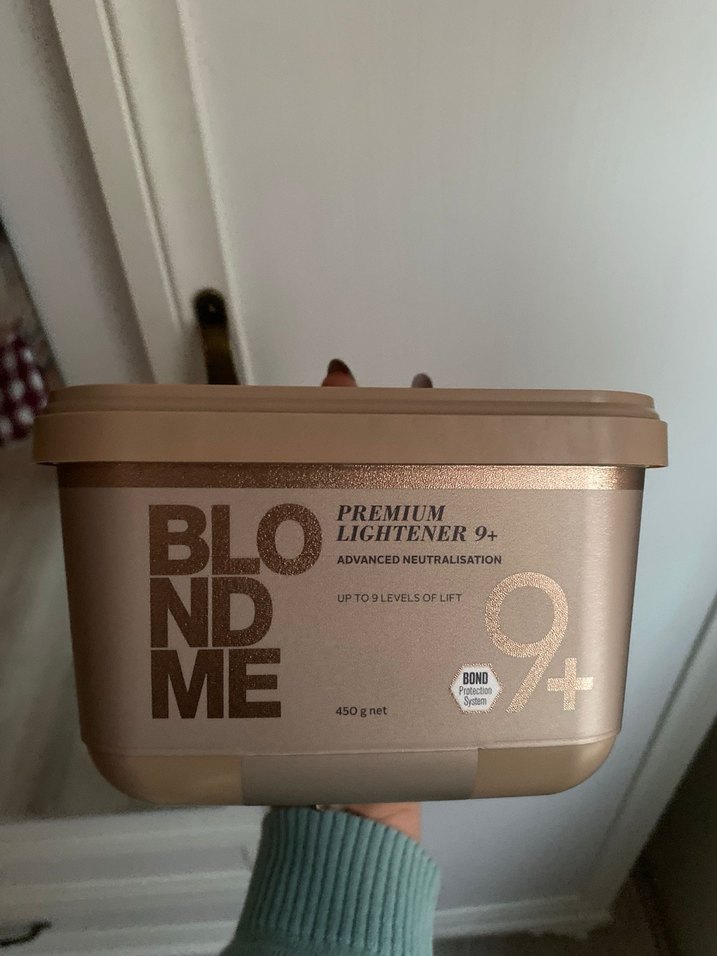 BLO
ND
ME
PREMIUM
LIGHTENER 9+
ADVANCED NEUTRALISATION
UP TO 9 LEVELS OF LIFT
450 g net
BOND
Protection
System
9+